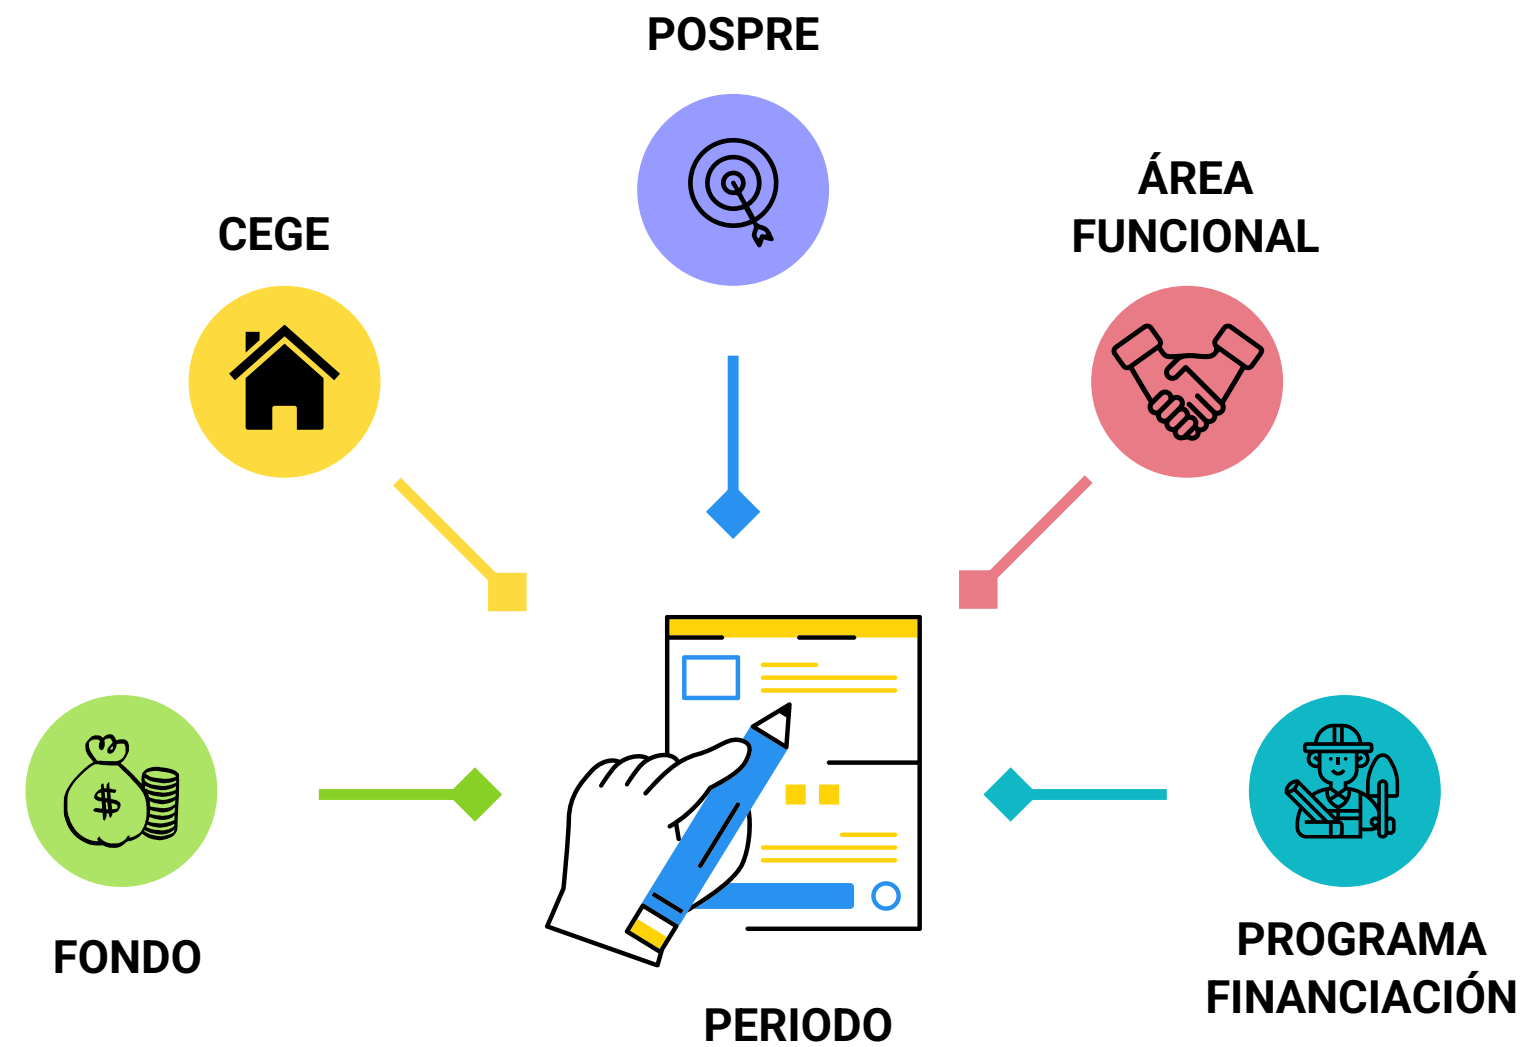 POSPRE
ÁREA
FUNCIONAL
CEGE
$
FONDO
PROGRAMA
FINANCIACIÓN
PERIODO